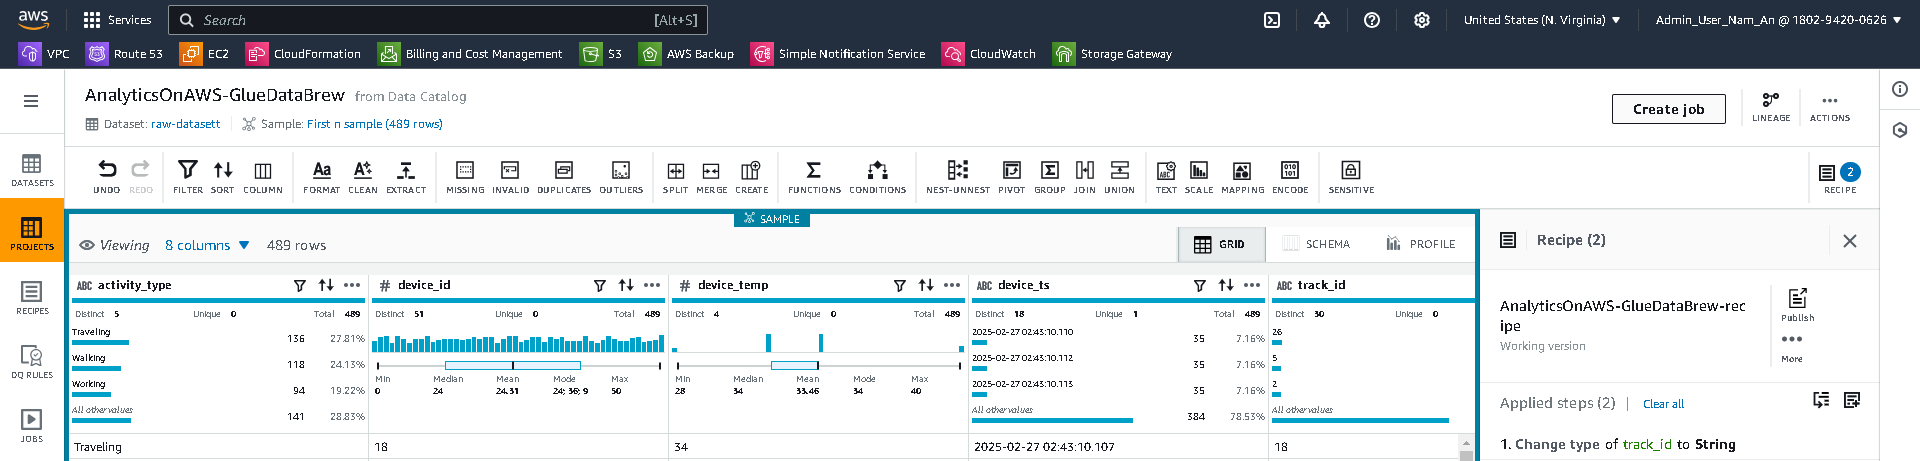 aws Services Search [Alt+S] United States (N. Virginia) Admin_User_Nam_An @ 1802-9420-0626
VPC Route 53 EC2 CloudFormation Billing and Cost Management S3 AWS Backup Simple Notification Service CloudWatch Storage Gateway
AnalyticsOnAWS-GlueDataBrew from Data Catalog
Dataset: raw-datasett Sample: First n sample (489 rows)
Create job LINEAGE ACTIONS
DATASETS
PROJECTS
RECIPES
DQ RULES
JOBS
UNDO REDO FILTER SORT COLUMN FORMAT CLEAN EXTRACT MISSING INVALID DUPLICATES OUTLIERS SPLIT MERGE CREATE FUNCTIONS CONDITIONS NEST-UNNEST PIVOT GROUP JOIN UNION TEXT SCALE MAPPING ENCODE SENSITIVE 2 RECIPE
SAMPLE
Viewing 8 columns 489 rows GRID SCHEMA PROFILE
ABC activity_type # device_id # device_temp ABC device_ts ABC track_id
Distinct 5 Unique 0 Total 489 Distinct 51 Unique 0 Total 489 Distinct 4 Unique 0 Total 489 Distinct 18 Unique 1 Total 489 Distinct 30 Unique 0
Traveling 136 27.81%
Walking 118 24.13%
Working 94 19.22%
All other values 141 28.83%
Min Median Mean Mode Max
0 24 24.31 24; 36; 9 50
Min Median Mean Mode Max
28 34 33.46 34 40
2025-02-27 02:43:10.110 35 7.16%
2025-02-27 02:43:10.112 35 7.16%
2025-02-27 02:43:10.113 35 7.16%
All other values 384 78.53%
26
5
2
All other values
Traveling 18 34 2025-02-27 02:43:10.107 18
Recipe (2)
AnalyticsOnAWS-GlueDataBrew-rec
ipe
Working version
Publish
More
Applied steps (2) | Clear all
1. Change type of track_id to String